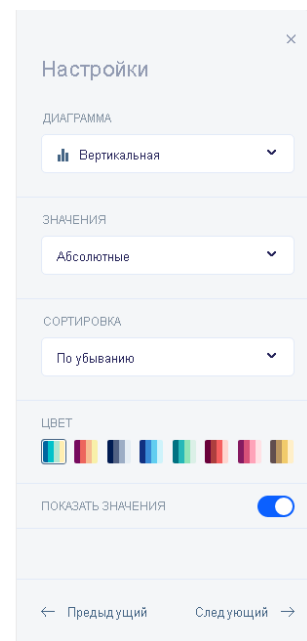 Настройки
ДИАГРАММА
Вертикальная
ЗНАЧЕНИЯ
Абсолютные
СОРТИРОВКА
По убыванию
ЦВЕТ
ПОКАЗАТЬ ЗНАЧЕНИЯ
← Предыдущий Следующий →